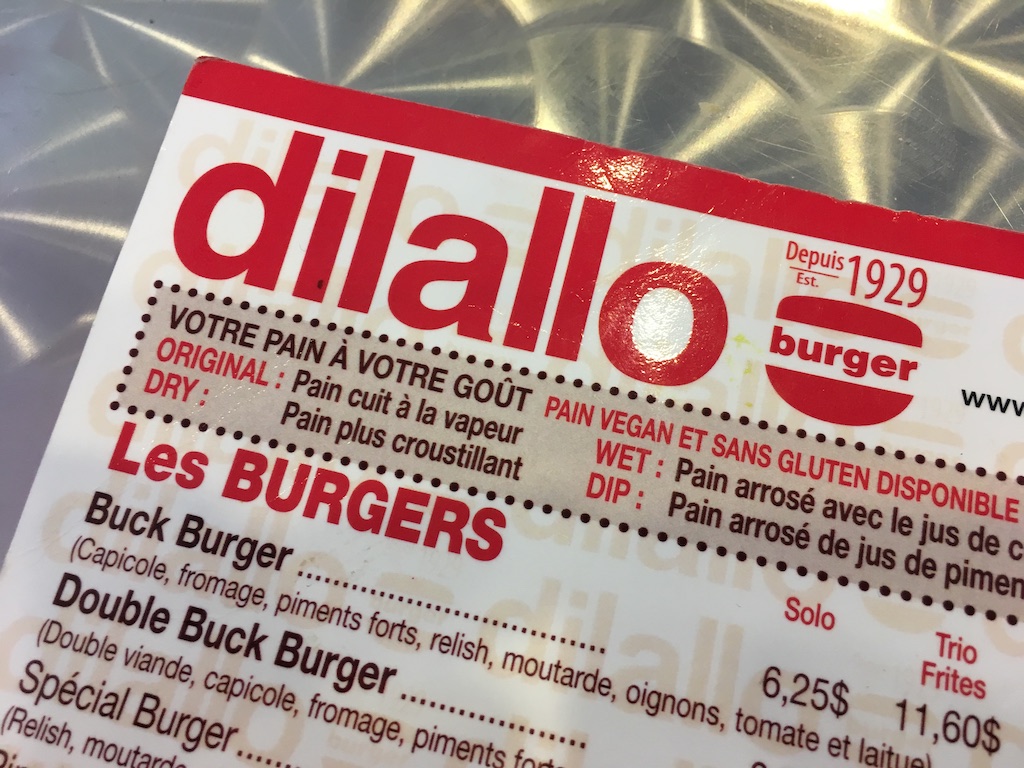 dilallo
Depuis
Est. 1929
burger
www
VOTRE PAIN À VOTRE GOÛT
ORIGINAL : Pain cuit à la vapeur
DRY : Pain plus croustillant
PAIN VEGAN ET SANS GLUTEN DISPONIBLE
WET : Pain arrosé avec le jus de
DIP : Pain arrosé de jus de
Les BURGERS
Solo
Trio
Frites
Buck Burger .......... 6,25$ 11,60$
(Capicole, fromage, piments forts, relish, moutarde, oignons, tomate et laitue)
Double Buck Burger ..........
(Double viande, capicole, fromage, piments
Spécial Burger..........
(Relish,